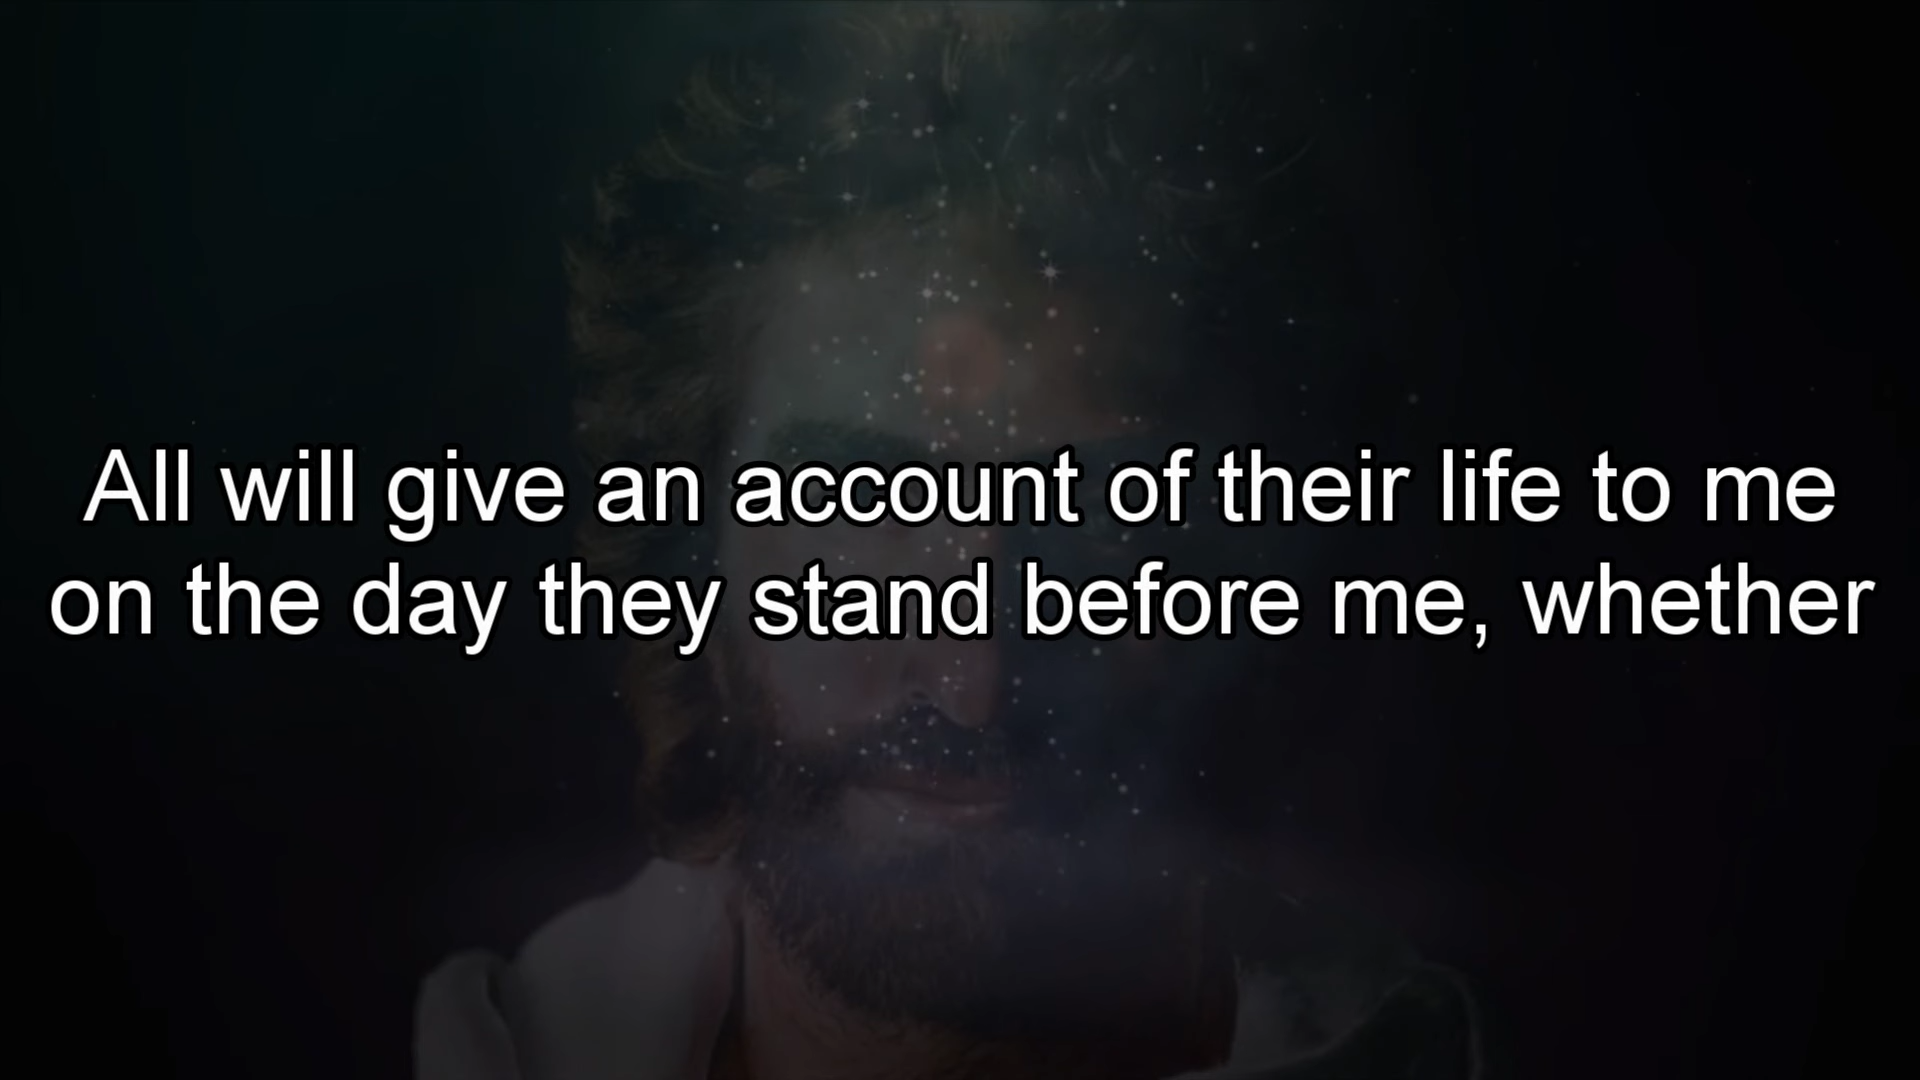 All will give an account of their life to me
on the day they stand before me, whether